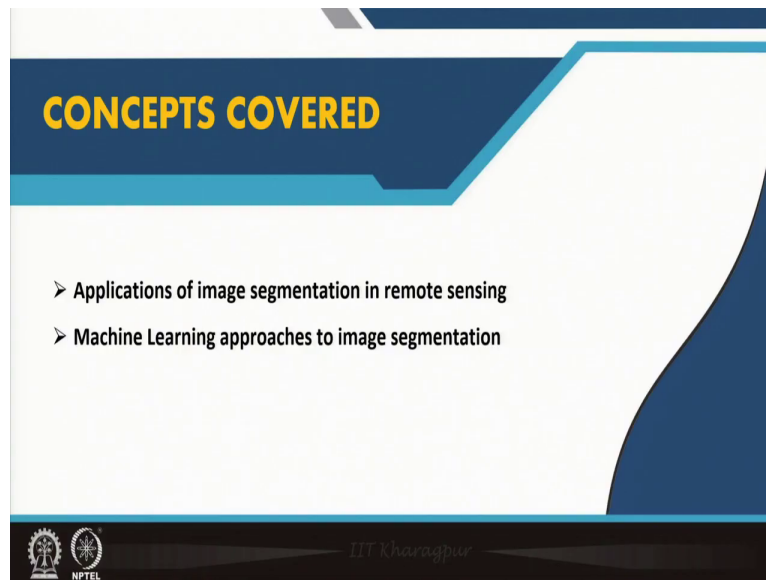 CONCEPTS COVERED
➢ Applications of image segmentation in remote sensing
➢ Machine Learning approaches to image segmentation
IIT Kharagpur
NPTEL